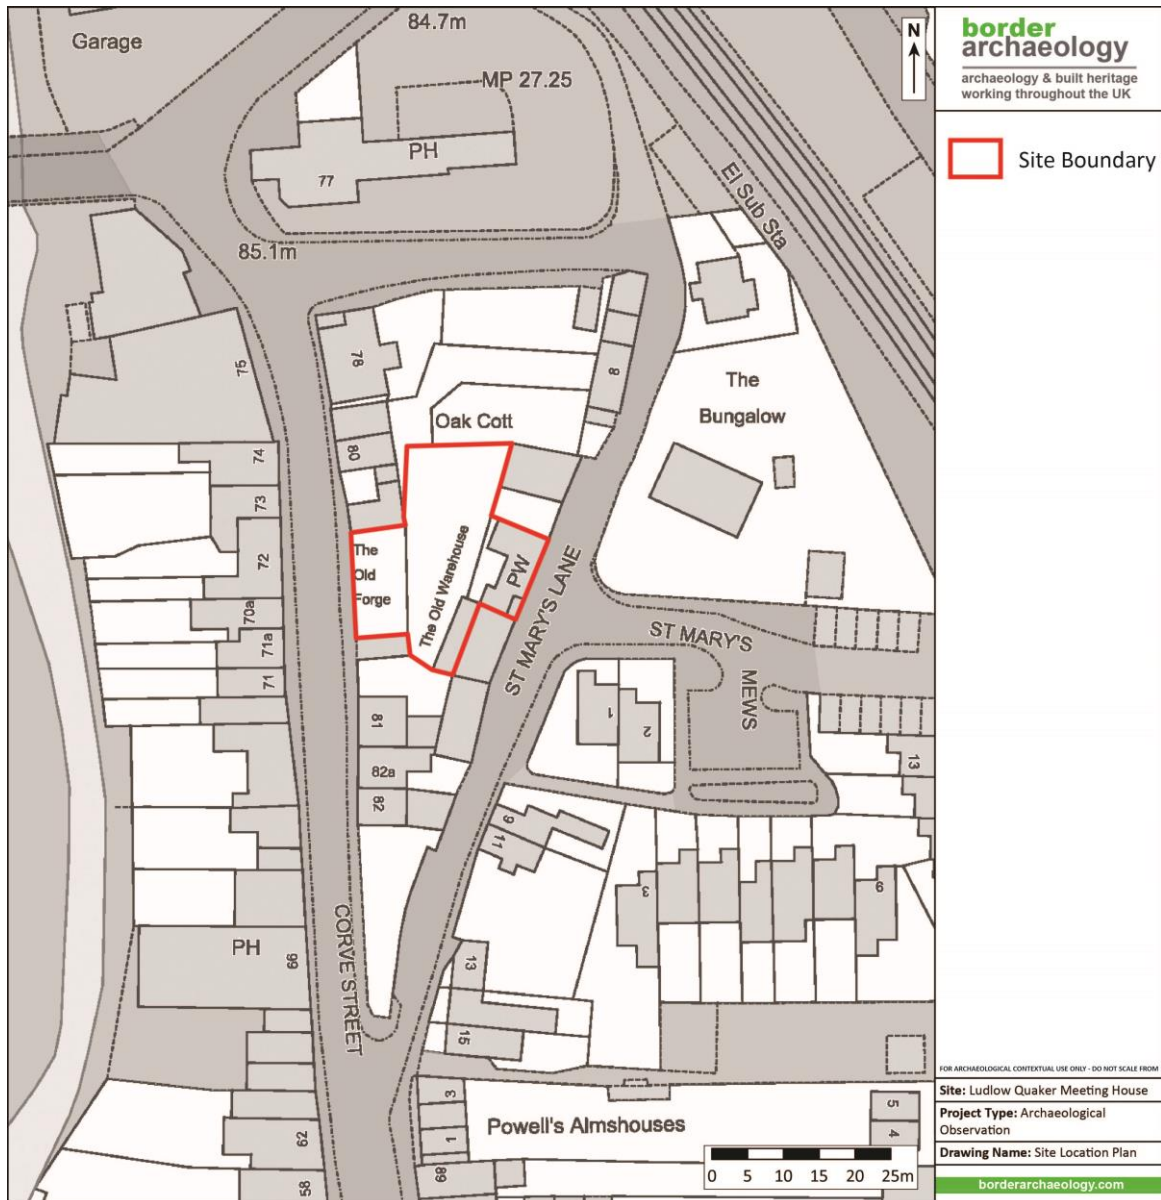 Garage
84.7m
MP 27.25
PH
77
85.1m
El Sub Sta
N
75
78
8
The
Bungalow
Oak Cott
80
74
73
72
70a
71a
71
The
Old
Forge
The Old Warehouse
PW
ST MARY'S LANE
ST MARY'S
MEWS
1
2
13
81
82a
82
9
11
3
9
CORVE STREET
PH
66
13
15
3
1
Powell's Almshouses
5
4
62
58
68
0 5 10 15 20 25m
border
archaeology
archaeology & built heritage
working throughout the UK
Site Boundary
FOR ARCHAEOLOGICAL CONTEXTUAL USE ONLY - DO NOT SCALE FROM
Site: Ludlow Quaker Meeting House
Project Type: Archaeological
Observation
Drawing Name: Site Location Plan
borderarchaeology.com